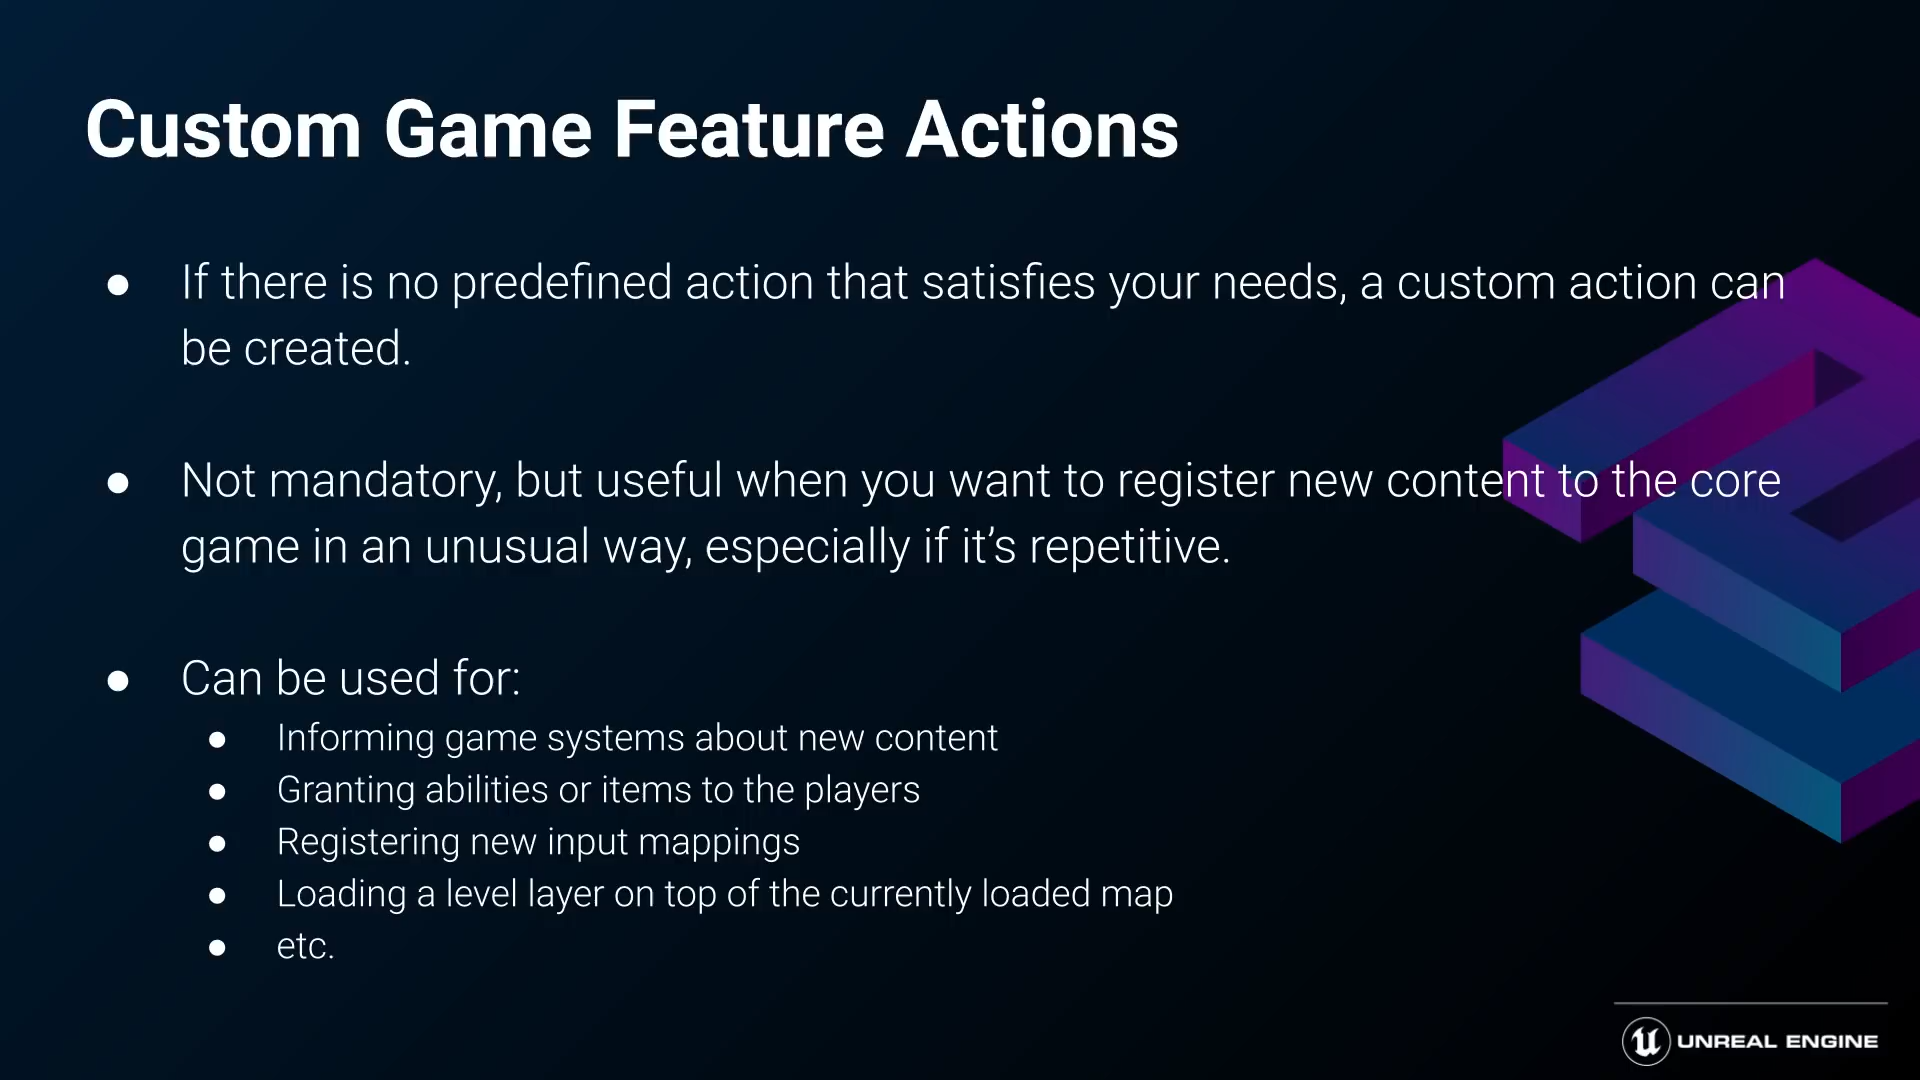 Custom Game Feature Actions
● If there is no predefined action that satisfies your needs, a custom action can
be created.
● Not mandatory, but useful when you want to register new content to the core
game in an unusual way, especially if it’s repetitive.
● Can be used for:
● Informing game systems about new content
● Granting abilities or items to the players
● Registering new input mappings
● Loading a level layer on top of the currently loaded map
● etc.
UNREAL ENGINE